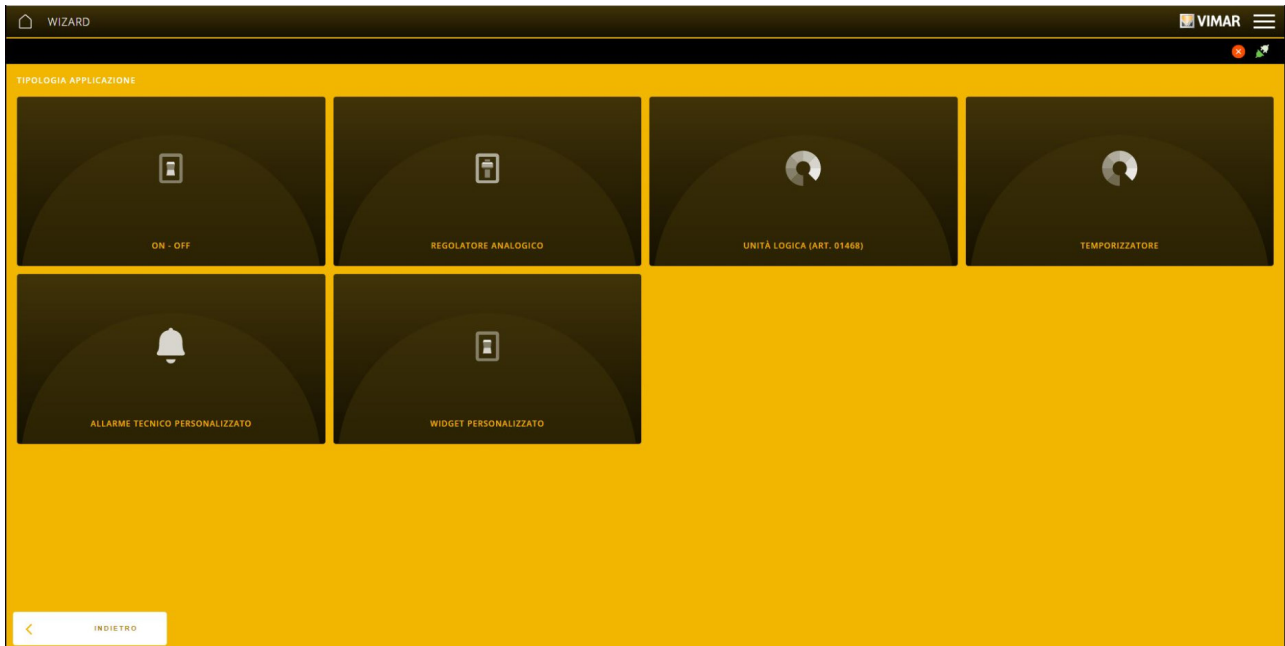 WIZARD
VIMAR
TIPOLOGIA APPLICAZIONE
ON - OFF
REGOLATORE ANALOGICO
UNITÀ LOGICA (ART. 01468)
TEMPORIZZATORE
ALLARME TECNICO PERSONALIZZATO
WIDGET PERSONALIZZATO
INDIETRO